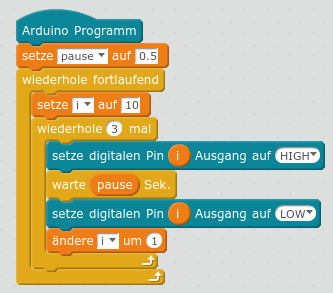 Arduino Programm
setze pause auf 0.5
wiederhole fortlaufend
setze i auf 10
wiederhole 3 mal
setze digitalen Pin i Ausgang auf HIGH
warte pause Sek.
setze digitalen Pin i Ausgang auf LOW
ändere i um 1